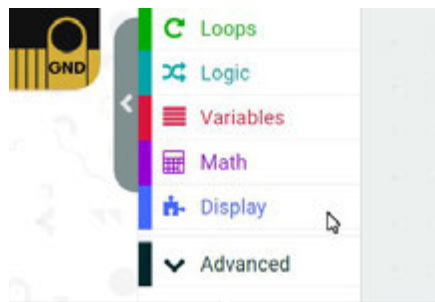 GND
Loops
Logic
Variables
Math
Display
Advanced